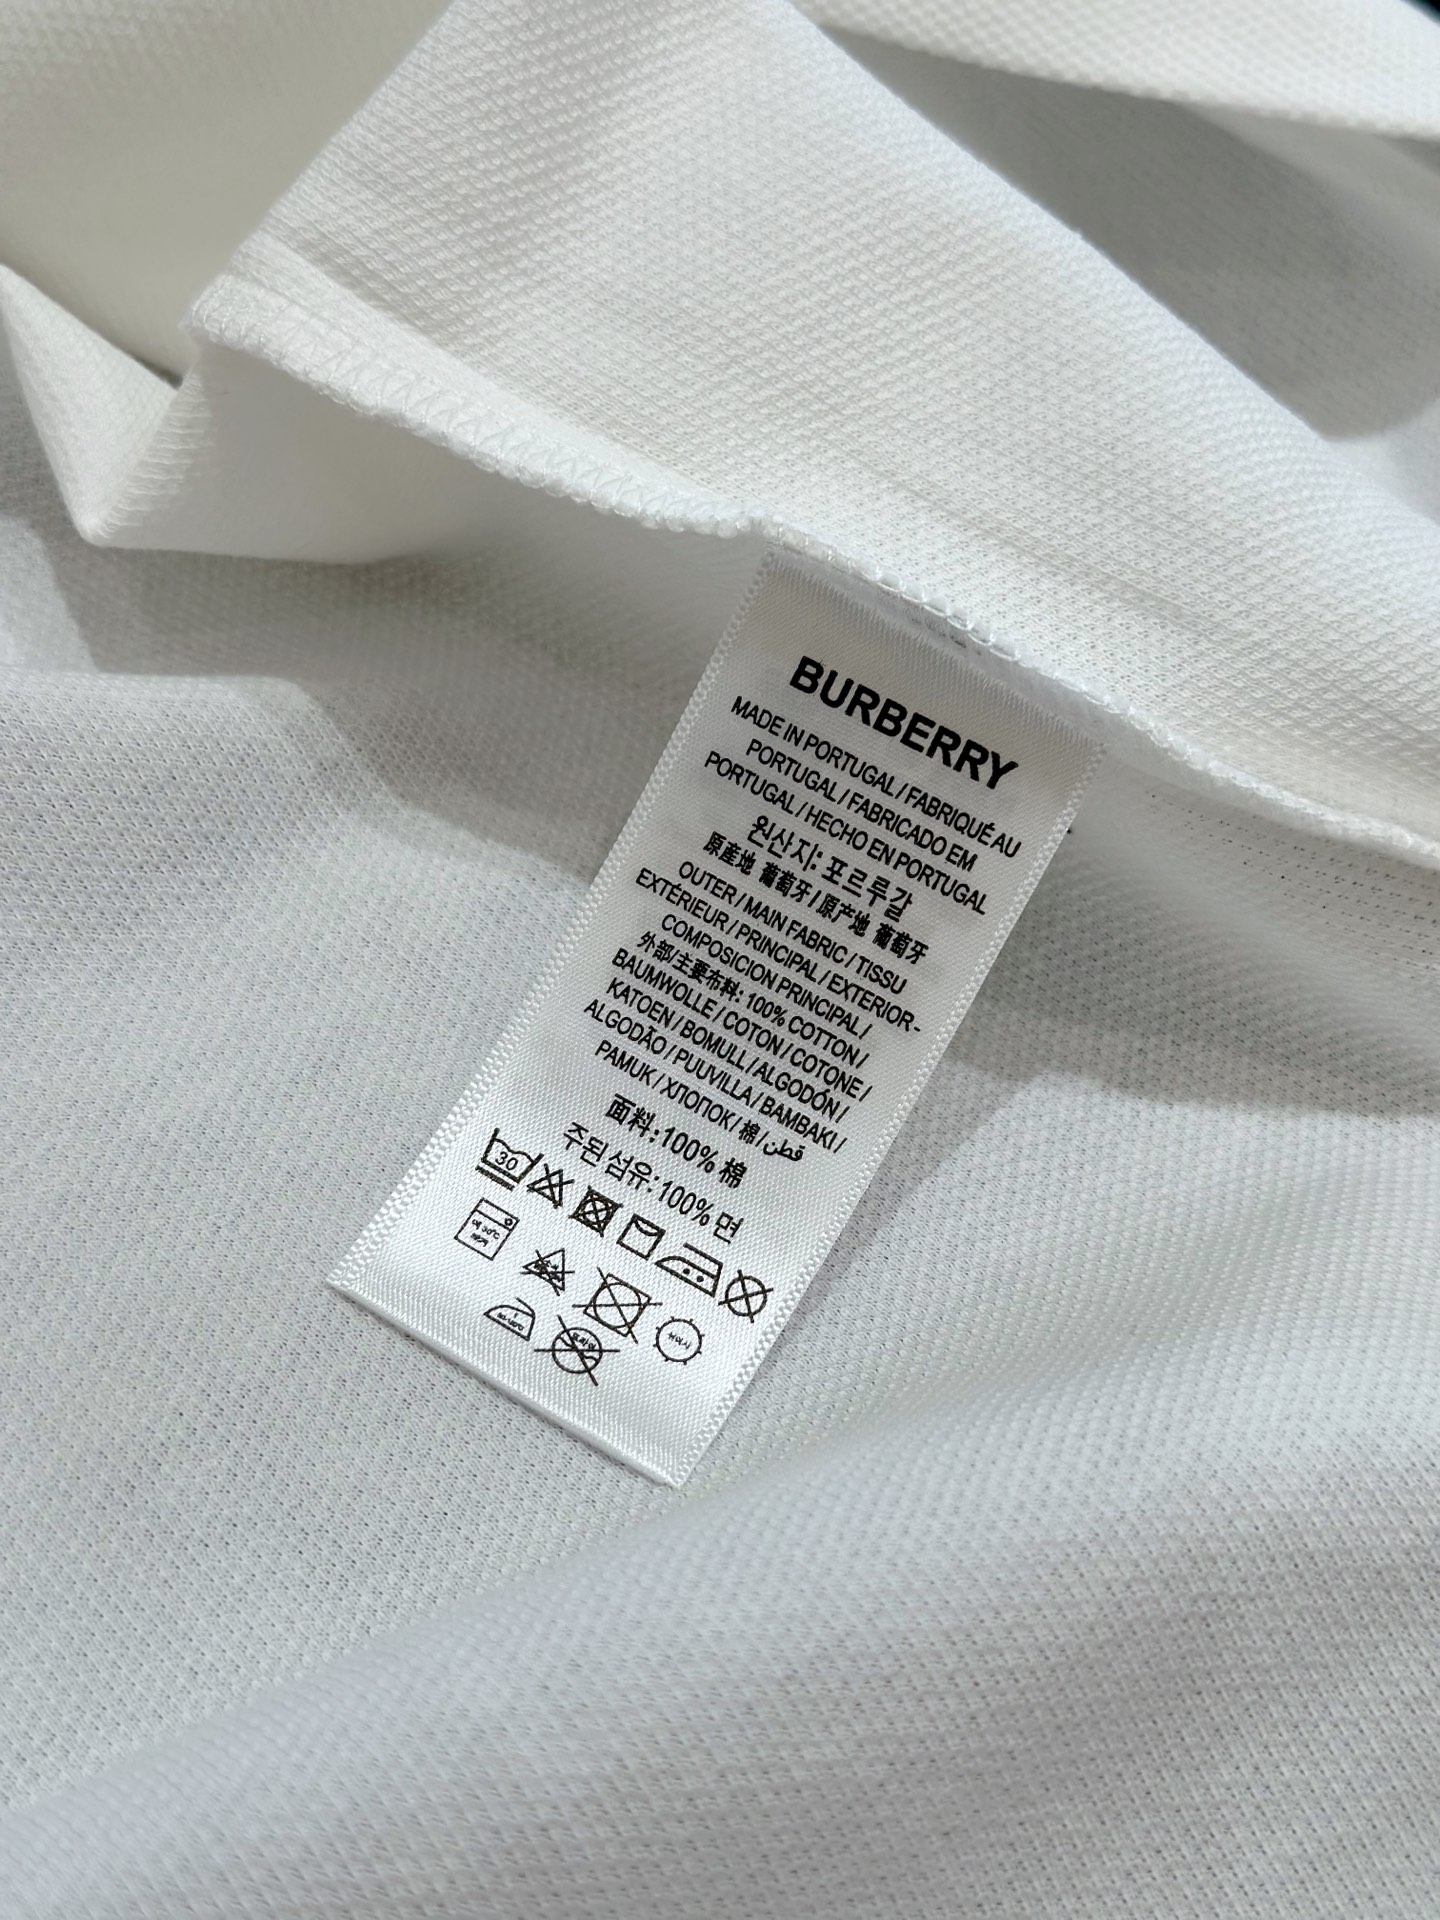 BURBERRY
MADE IN PORTUGAL / FABRIQUÉ AU
PORTUGAL / FABRICADO EM
PORTUGAL / HECHO EN PORTUGAL
원산지: 포르루갈
原産地 葡萄牙 / 原产地 葡萄牙
OUTER / MAIN FABRIC / TISSU
EXTÉRIEUR / PRINCIPAL / EXTERIOR-
COMPOSICION PRINCIPAL /
外部/主要布料: 100% COTTON /
BAUMWOLLE / COTON / COTONE /
KATOEN / BOMULL / ALGODÓN /
ALGODÃO / PUUVILLA / BAMBAKI /
PAMUK / ХЛОПОК / 棉 / قطن
面料: 100% 棉
주된 섬유: 100% 면
30